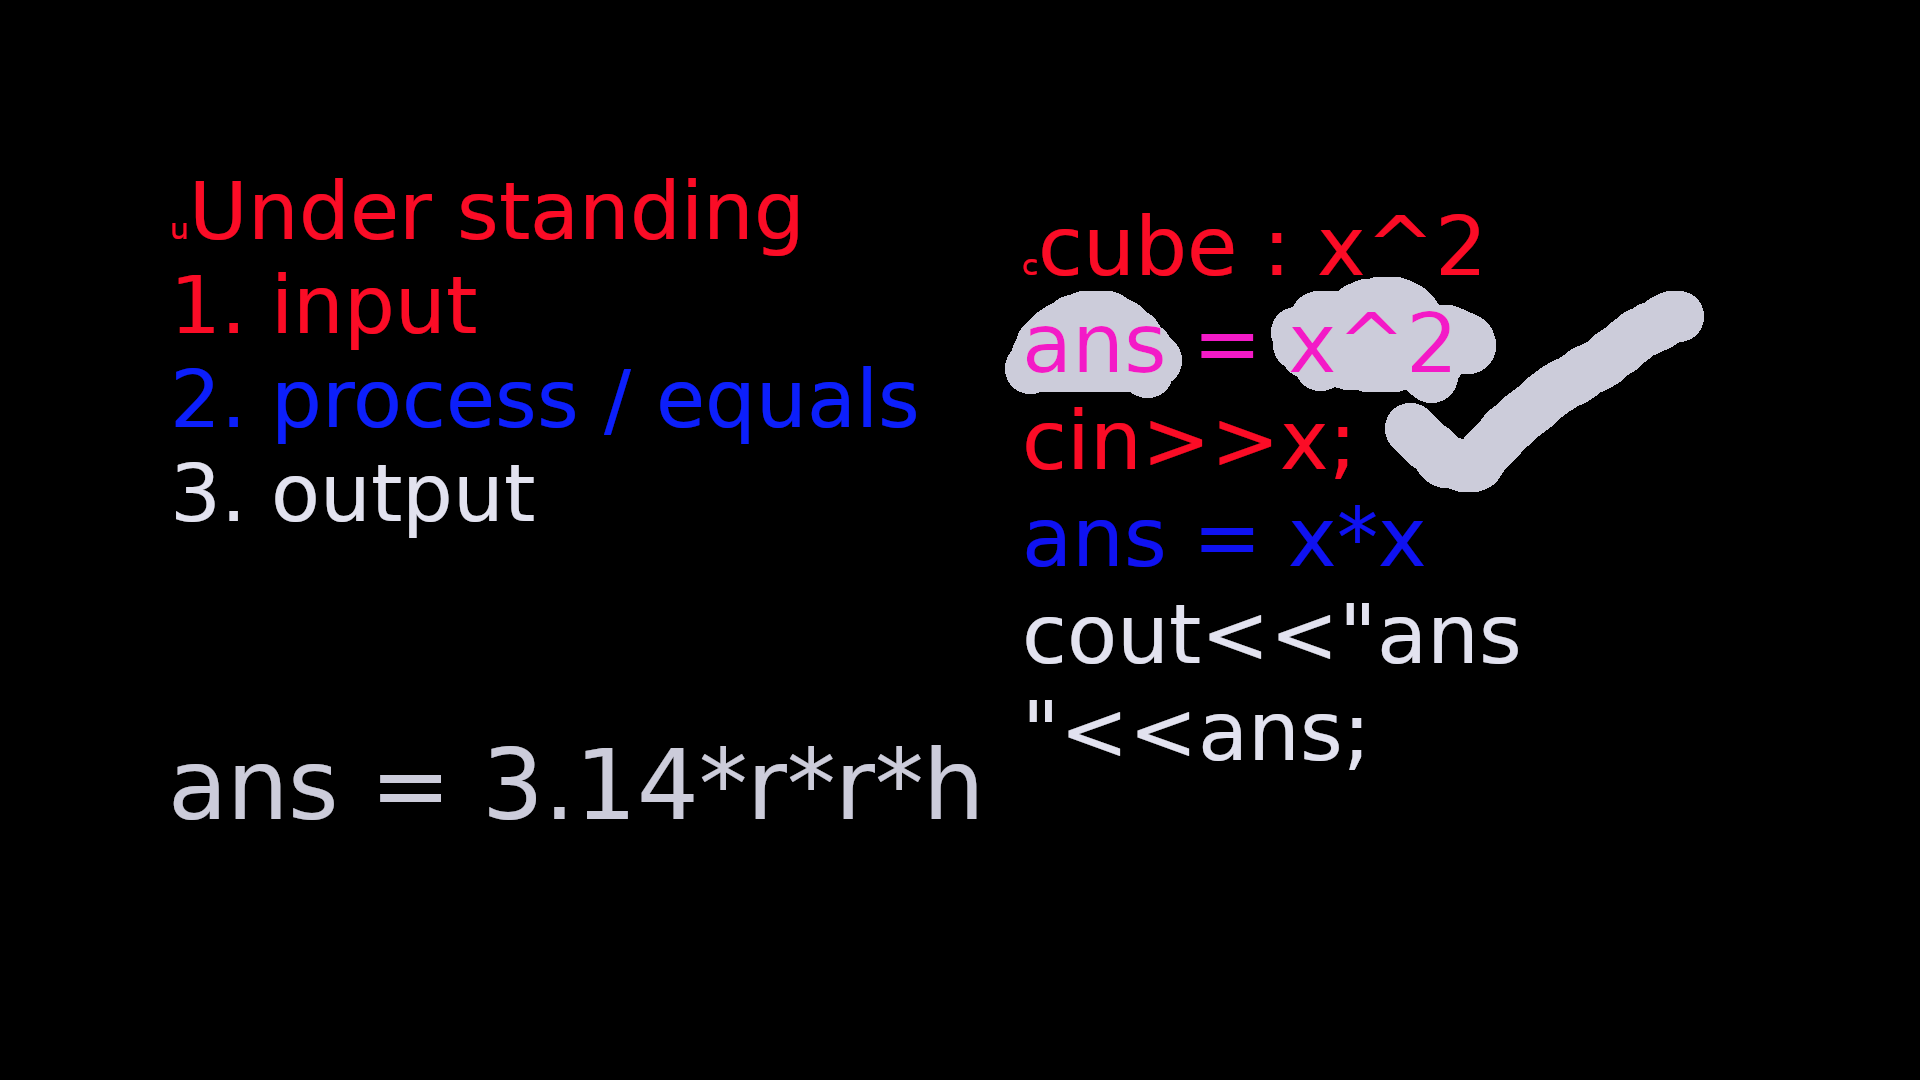 uUnder standing
1. input
2. process / equals
3. output
ans = 3.14*r*r*h
ccube : x^2
ans = x^2
cin>>x;
ans = x*x
cout<<"ans
"<<ans;